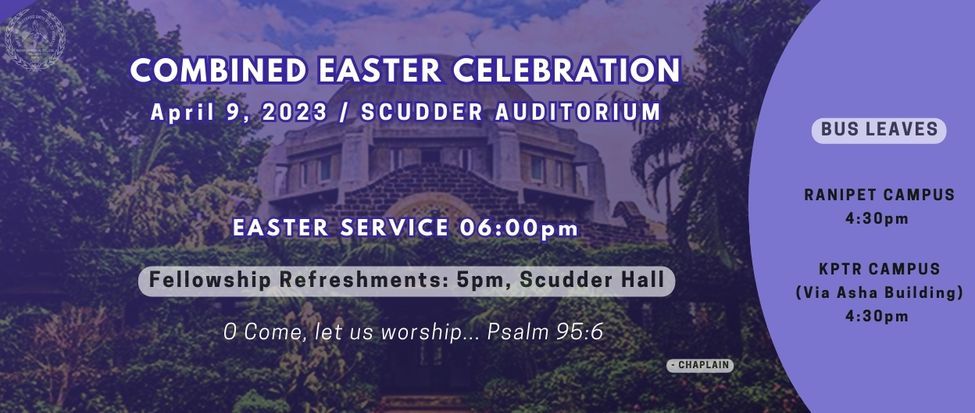 COMBINED EASTER CELEBRATION
April 9, 2023 / SCUDDER AUDITORIUM
EASTER SERVICE 06:00pm
Fellowship Refreshments: 5pm, Scudder Hall
O Come, let us worship... Psalm 95:6
- CHAPLAIN
BUS LEAVES
RANIPET CAMPUS
4:30pm
KPTR CAMPUS
(Via Asha Building)
4:30pm